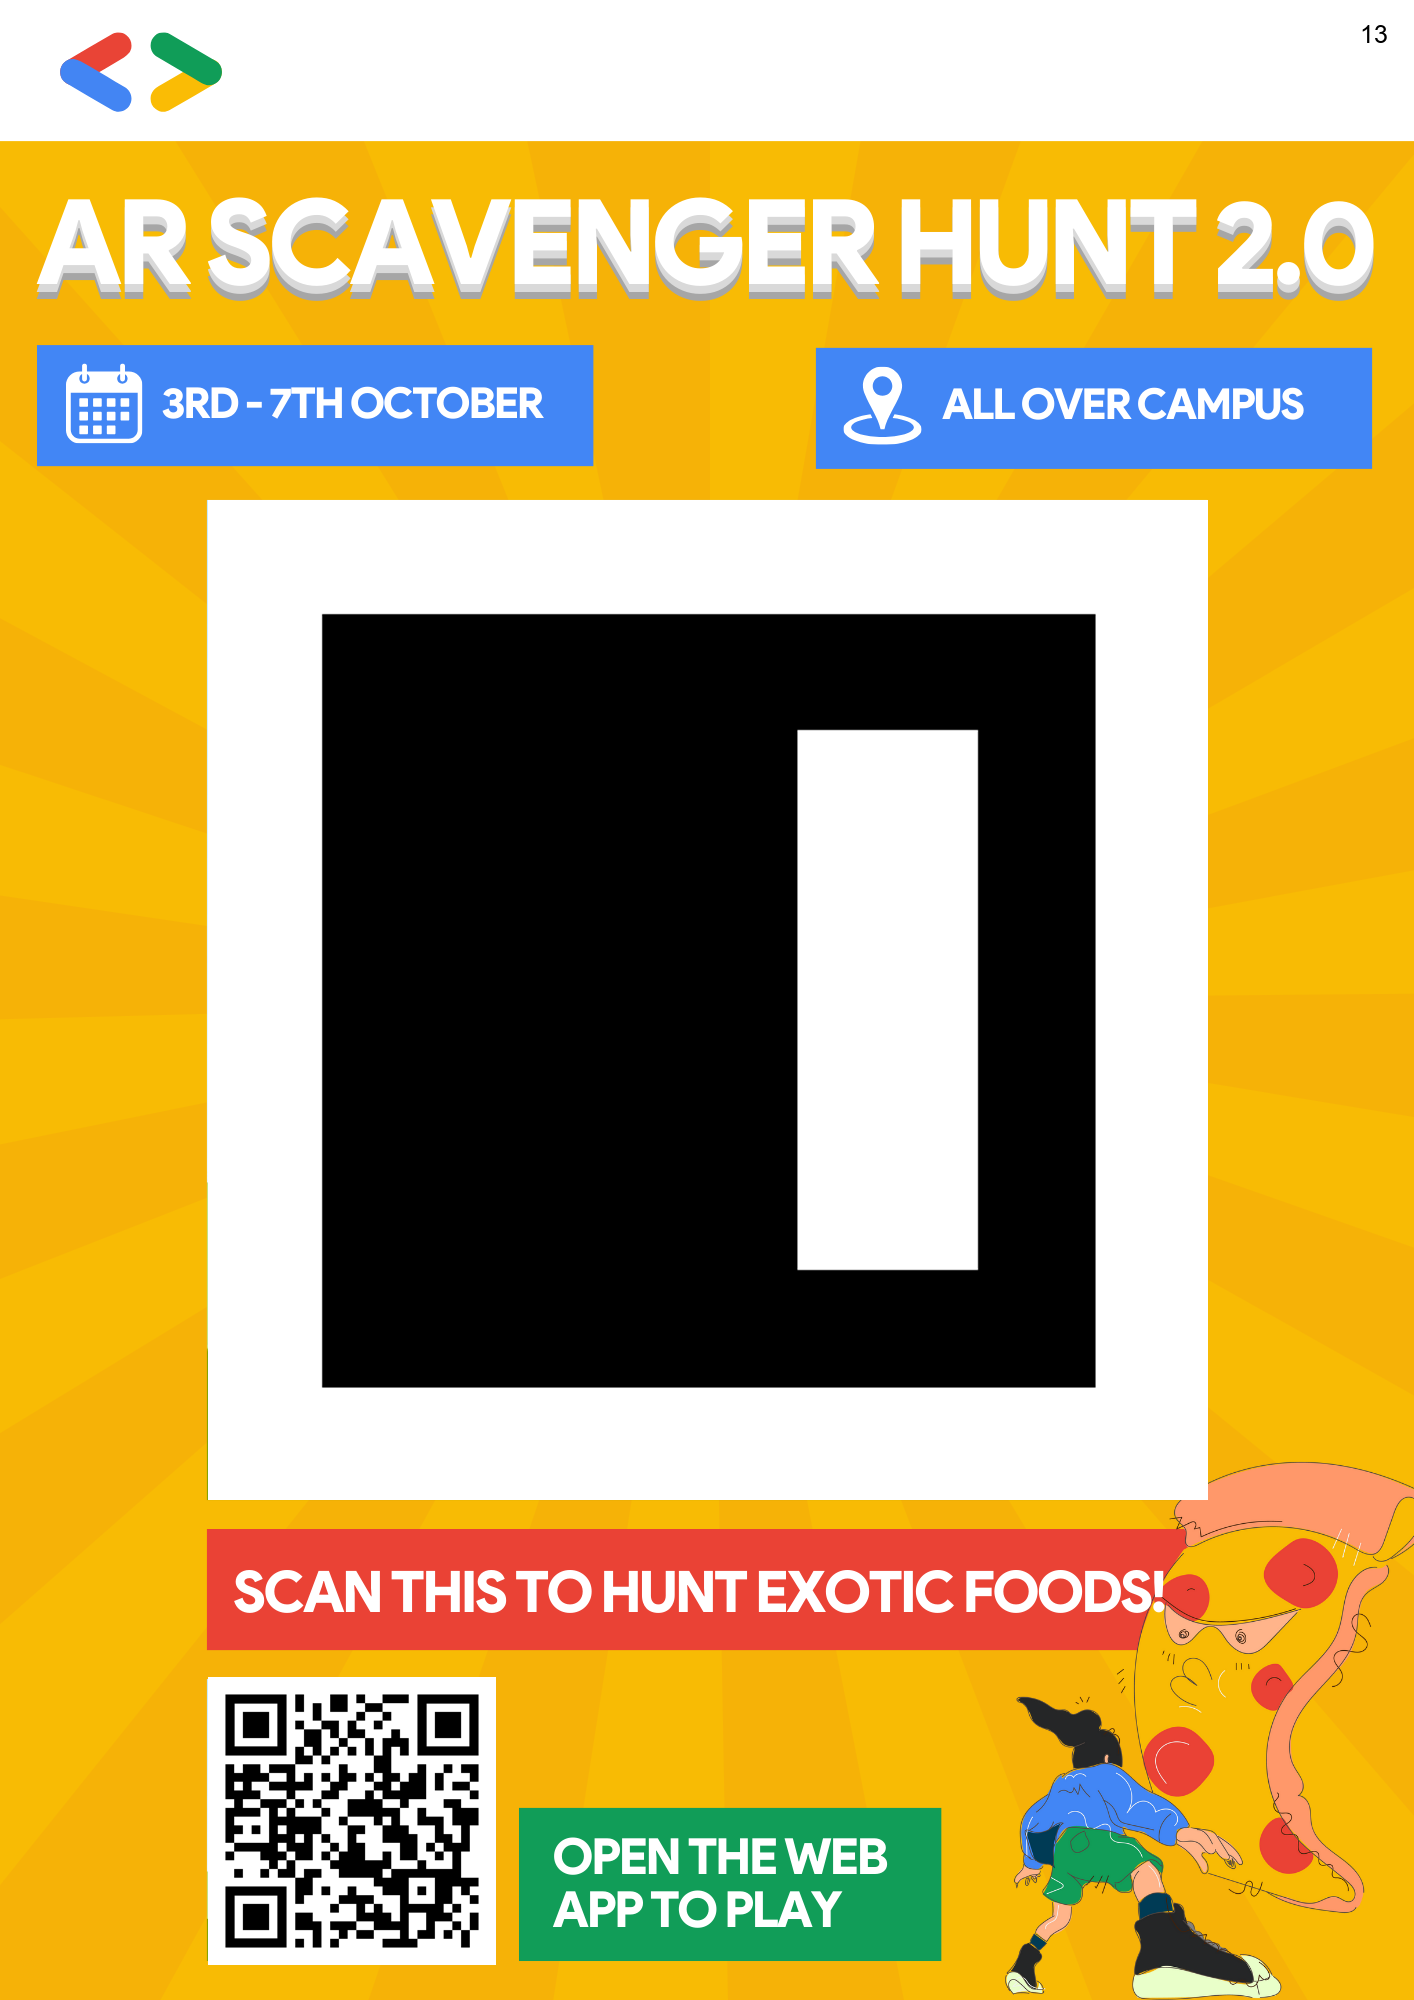 13
AR SCAVENGER HUNT 2.0
3RD - 7TH OCTOBER
ALL OVER CAMPUS
SCAN THIS TO HUNT EXOTIC FOODS!
OPEN THE WEB
APP TO PLAY